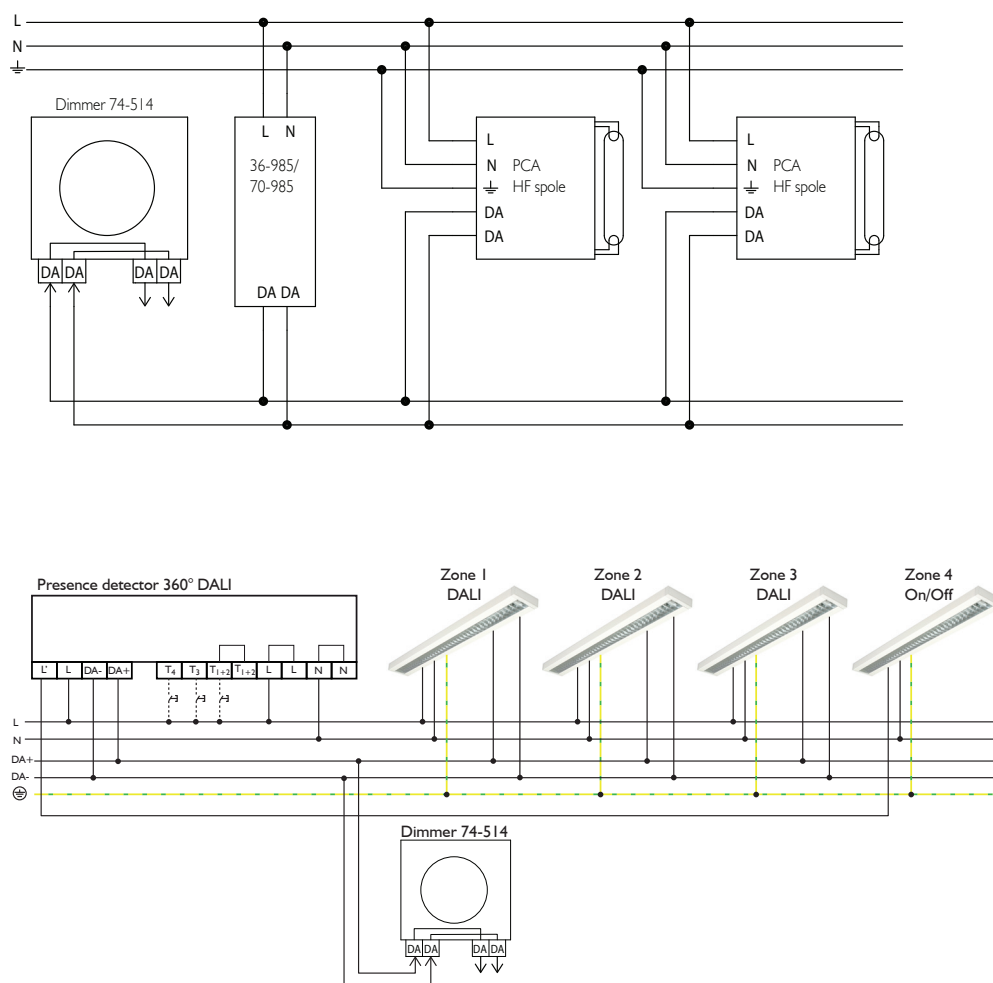 L
N
Dimmer 74-514
L N
36-985/
70-985
DA DA
DA DA DA DA
L
N PCA
HF spole
DA
DA
L
N PCA
HF spole
DA
DA
Presence detector 360° DALI
L' L DA- DA+ T4 T3 T1+2 T1+2 L L N N
Zone 1
DALI
Zone 2
DALI
Zone 3
DALI
Zone 4
On/Off
L
N
DA+
DA-
Dimmer 74-514
DA DA DA DA